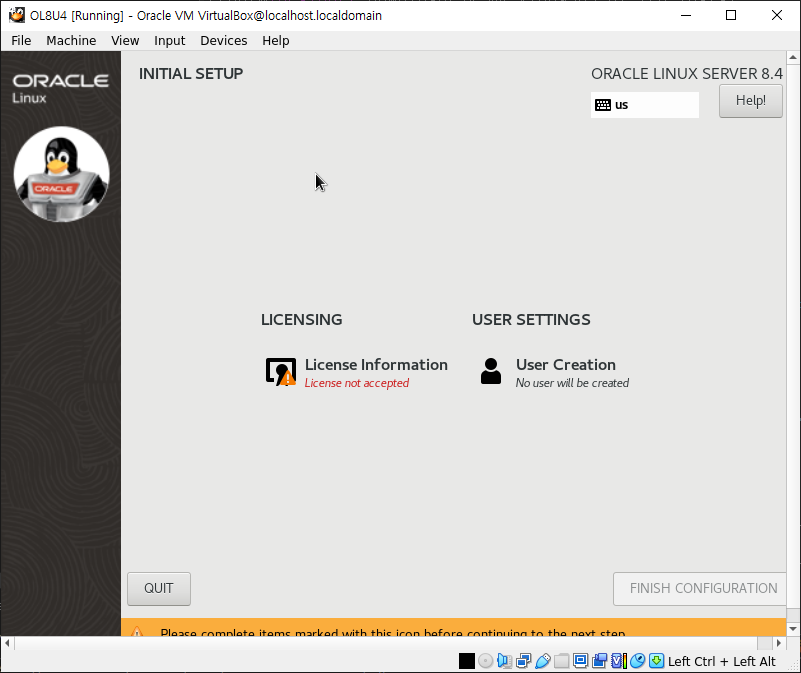 OL8U4 [Running] - Oracle VM VirtualBox@localhost.localdomain
File Machine View Input Devices Help
ORACLE
Linux
ORACLE
INITIAL SETUP
ORACLE LINUX SERVER 8.4
us
Help!
LICENSING
License Information
License not accepted
USER SETTINGS
User Creation
No user will be created
QUIT
FINISH CONFIGURATION
Please complete items marked with this icon before continuing to the next step.
Left Ctrl + Left Alt